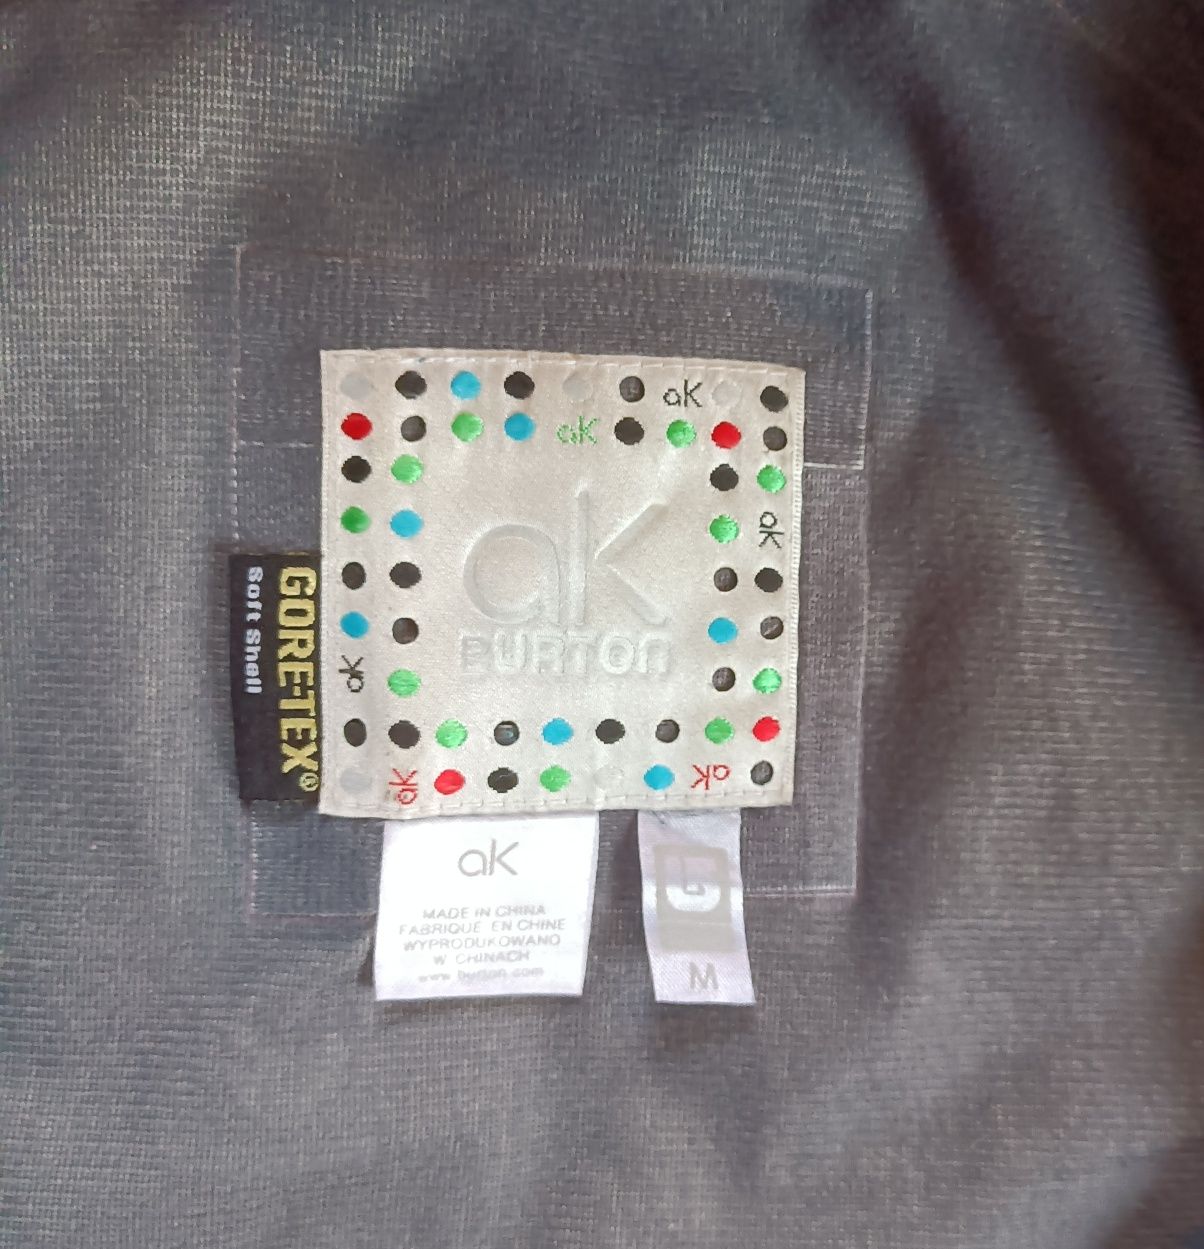 aK
aK
aK
aK
BURTON
aK
aK
aK
GORE-TEX®
Soft Shell
aK
MADE IN CHINA
FABRIQUE EN CHINE
WYPRODUKOWANO
W CHINACH
www.burton.com
M